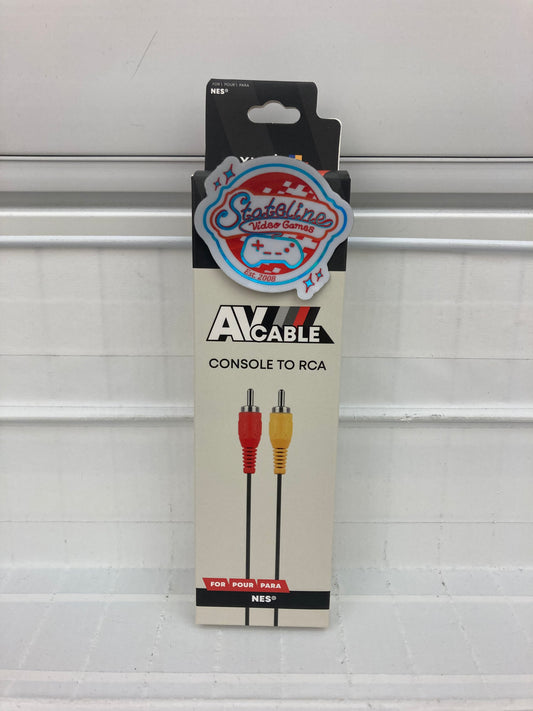 FOR \ POUR \ PARA
NES®
Stateline
Video Games
Est. 2008
AV CABLE
CONSOLE TO RCA
FOR POUR PARA
NES®